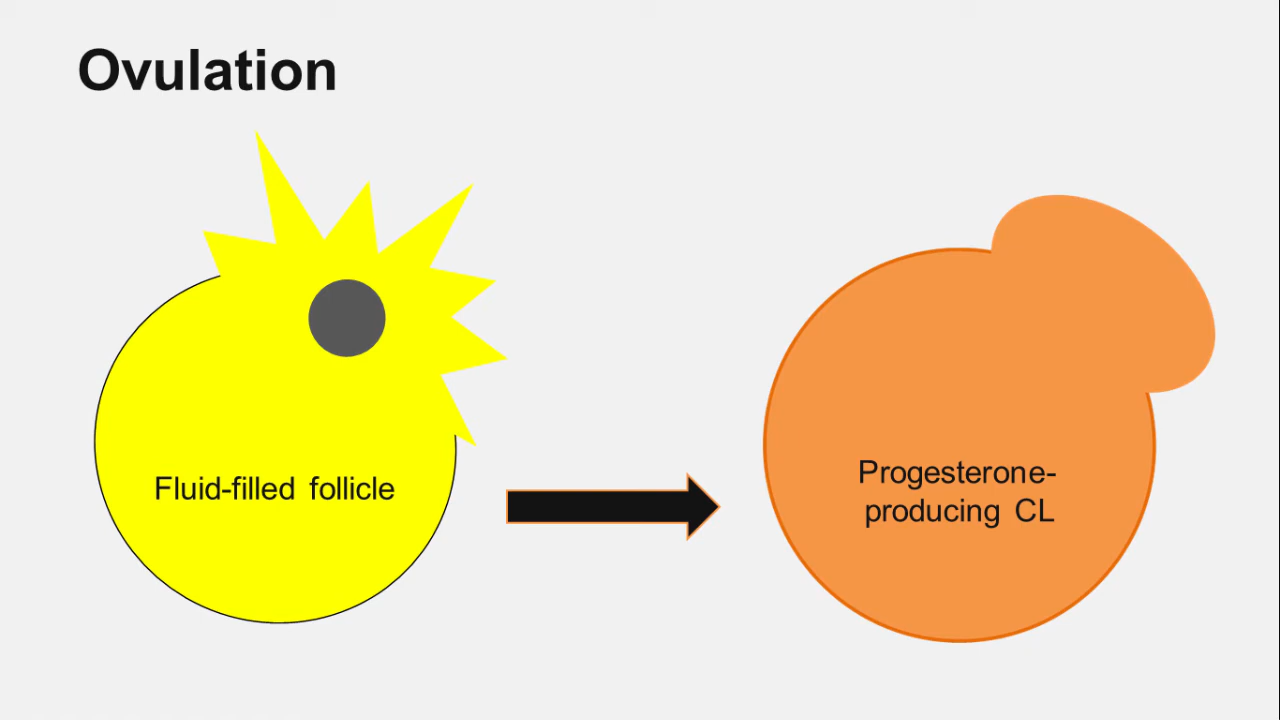 Ovulation
Fluid-filled follicle
Progesterone-
producing CL